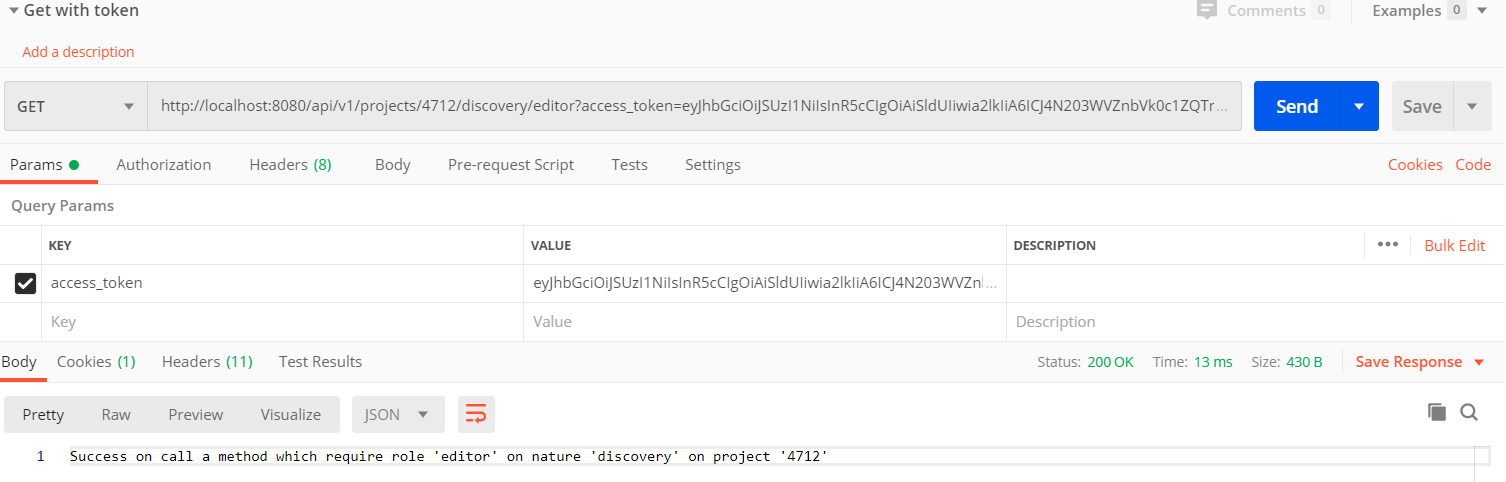 Get with token Comments 0 Examples 0
Add a description
GET http://localhost:8080/api/v1/projects/4712/discovery/editor?access_token=eyJhbGciOiJSUzI1NiIsInR5cCIgOiAiSldUIiwia2lkIiA6ICJ4N203WVZnbVk0c1ZQTr... Send Save
Params Authorization Headers (8) Body Pre-request Script Tests Settings Cookies Code
Query Params
KEY VALUE DESCRIPTION ••• Bulk Edit
access_token eyJhbGciOiJSUzI1NiIsInR5cCIgOiAiSldUIiwia2lkIiA6ICJ4N203WVZnI...
Key Value Description
Body Cookies (1) Headers (11) Test Results Status: 200 OK Time: 13 ms Size: 430 B Save Response
Pretty Raw Preview Visualize JSON
1 Success on call a method which require role 'editor' on nature 'discovery' on project '4712'